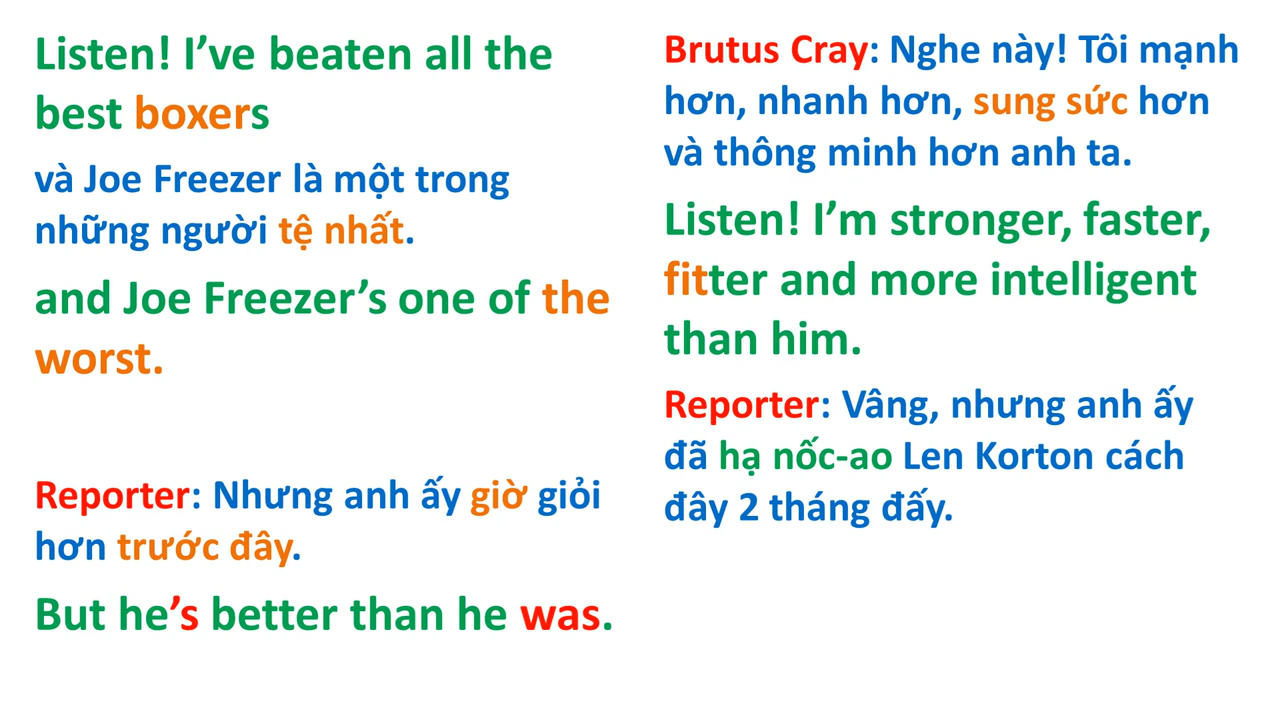 Listen! I’ve beaten all the
best boxers
và Joe Freezer là một trong
những người tệ nhất.
and Joe Freezer’s one of the
worst.
Reporter: Nhưng anh ấy giờ giỏi
hơn trước đây.
But he’s better than he was.
Brutus Cray: Nghe này! Tôi mạnh
hơn, nhanh hơn, sung sức hơn
và thông minh hơn anh ta.
Listen! I’m stronger, faster,
fitter and more intelligent
than him.
Reporter: Vâng, nhưng anh ấy
đã hạ nốc-ao Len Korton cách
đây 2 tháng đấy.